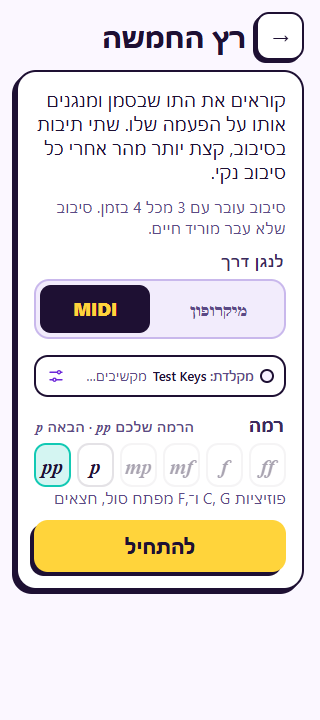 → רץ החמשה
קוראים את התו שבסמן ומנגנים
אותו על הפעמה שלו. שתי תיבות
בסיבוב, קצת יותר מהר אחרי כל
סיבוב נקי.
סיבוב עובר עם 3 מכל 4 בזמן. סיבוב
שלא עבר מוריד חיים.
לנגן דרך
מיקרופון MIDI
מקלדת: Test Keys מקשיבים...
רמה הרמה שלכם pp · הבאה p
ff f mf mp p pp
פוזיציות C, G ו־F, מפתח סול, חצאים
להתחיל